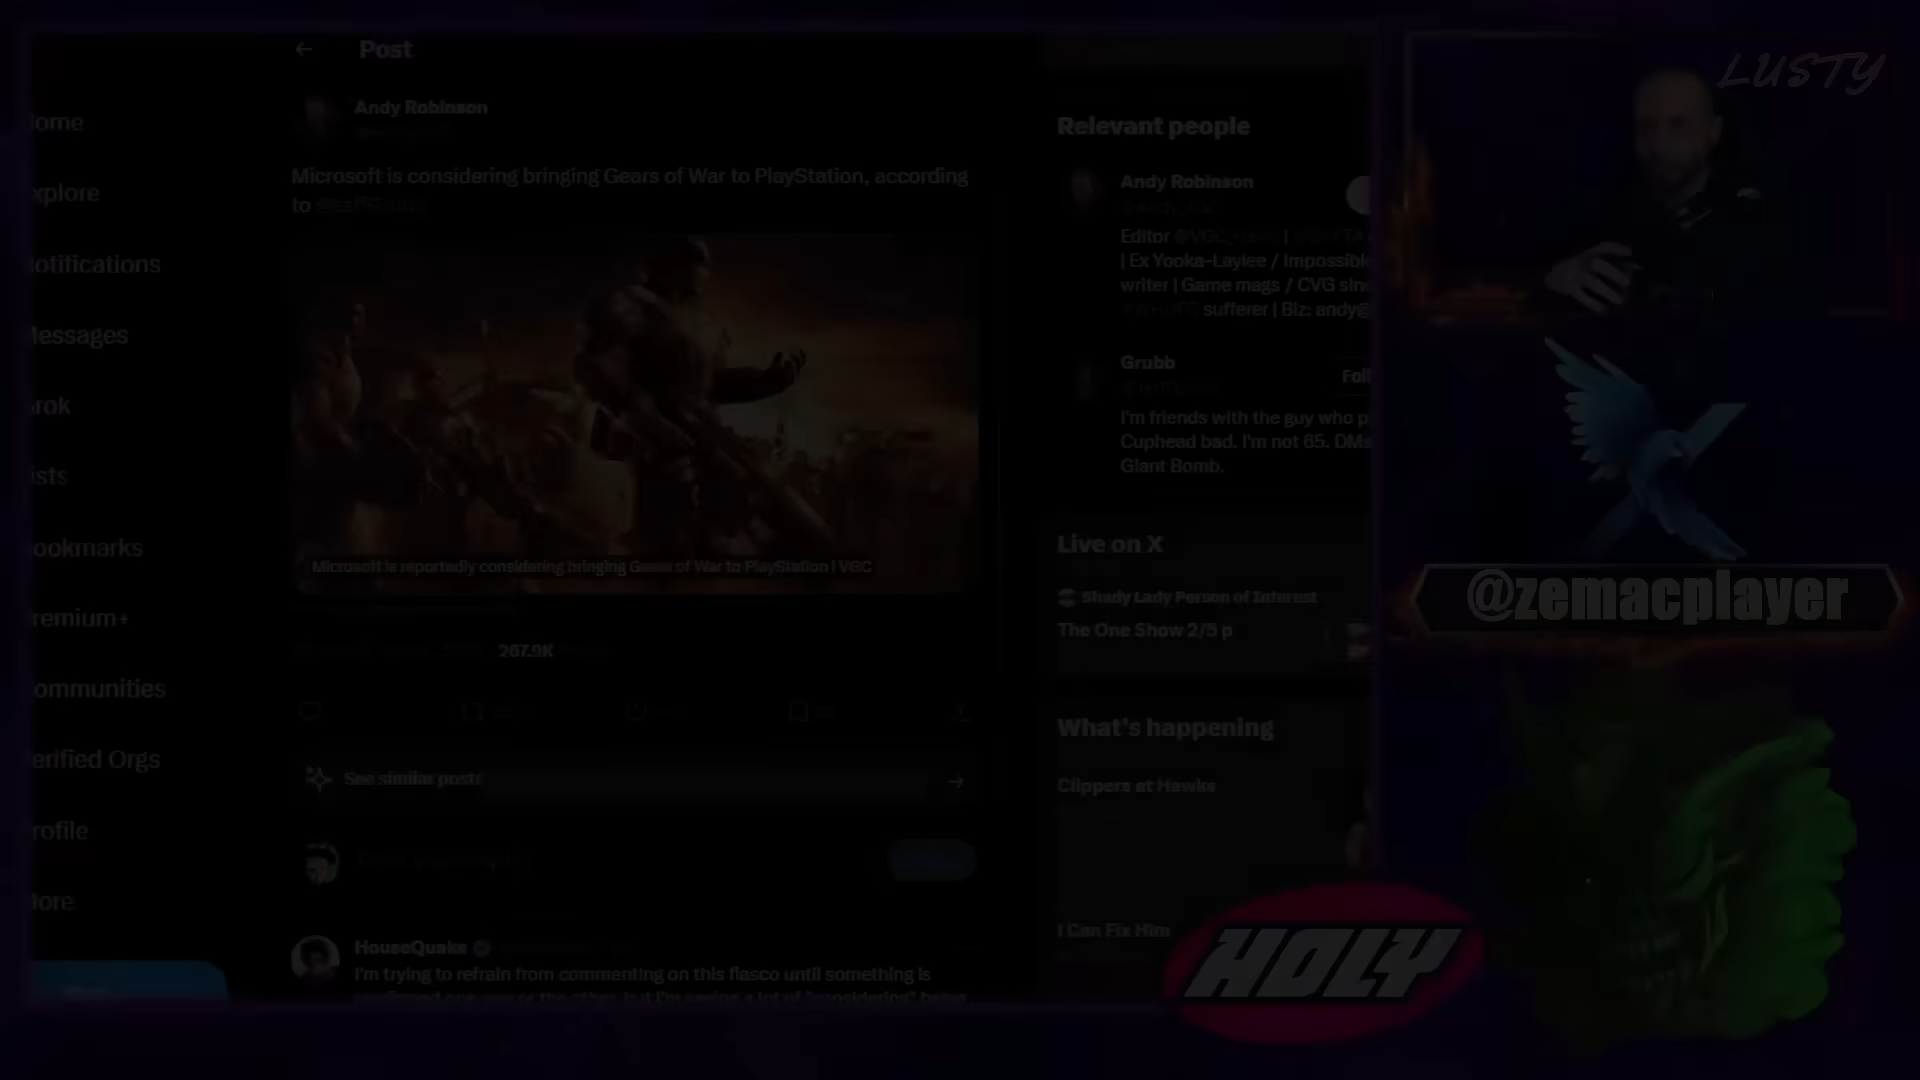 Post
Andy Robinson
Microsoft is considering bringing Gears of War to PlayStation, according
to
Microsoft is reportedly considering bringing Gears of War to PlayStation | VGC
267.9K
See similar posts
HouseQuake
I'm trying to refrain from commenting on this fiasco until something is
ome
xplore
otifications
essages
rok
ists
ookmarks
remium+
ommunities
erified Orgs
rofile
ore
Relevant people
Andy Robinson
Editor
| Ex Yooka-Laylee / Impossible
writer | Game mags / CVG sinc
sufferer | Biz: andy@
Grubb
Foll
I'm friends with the guy who p
Cuphead bad. I'm not 65. DMs
Giant Bomb.
Live on X
Shady Lady Person of Interest
The One Show 2/5 p
What's happening
Clippers at Hawks
I Can Fix Him
LUSTY
@zemacplayer
HOLY